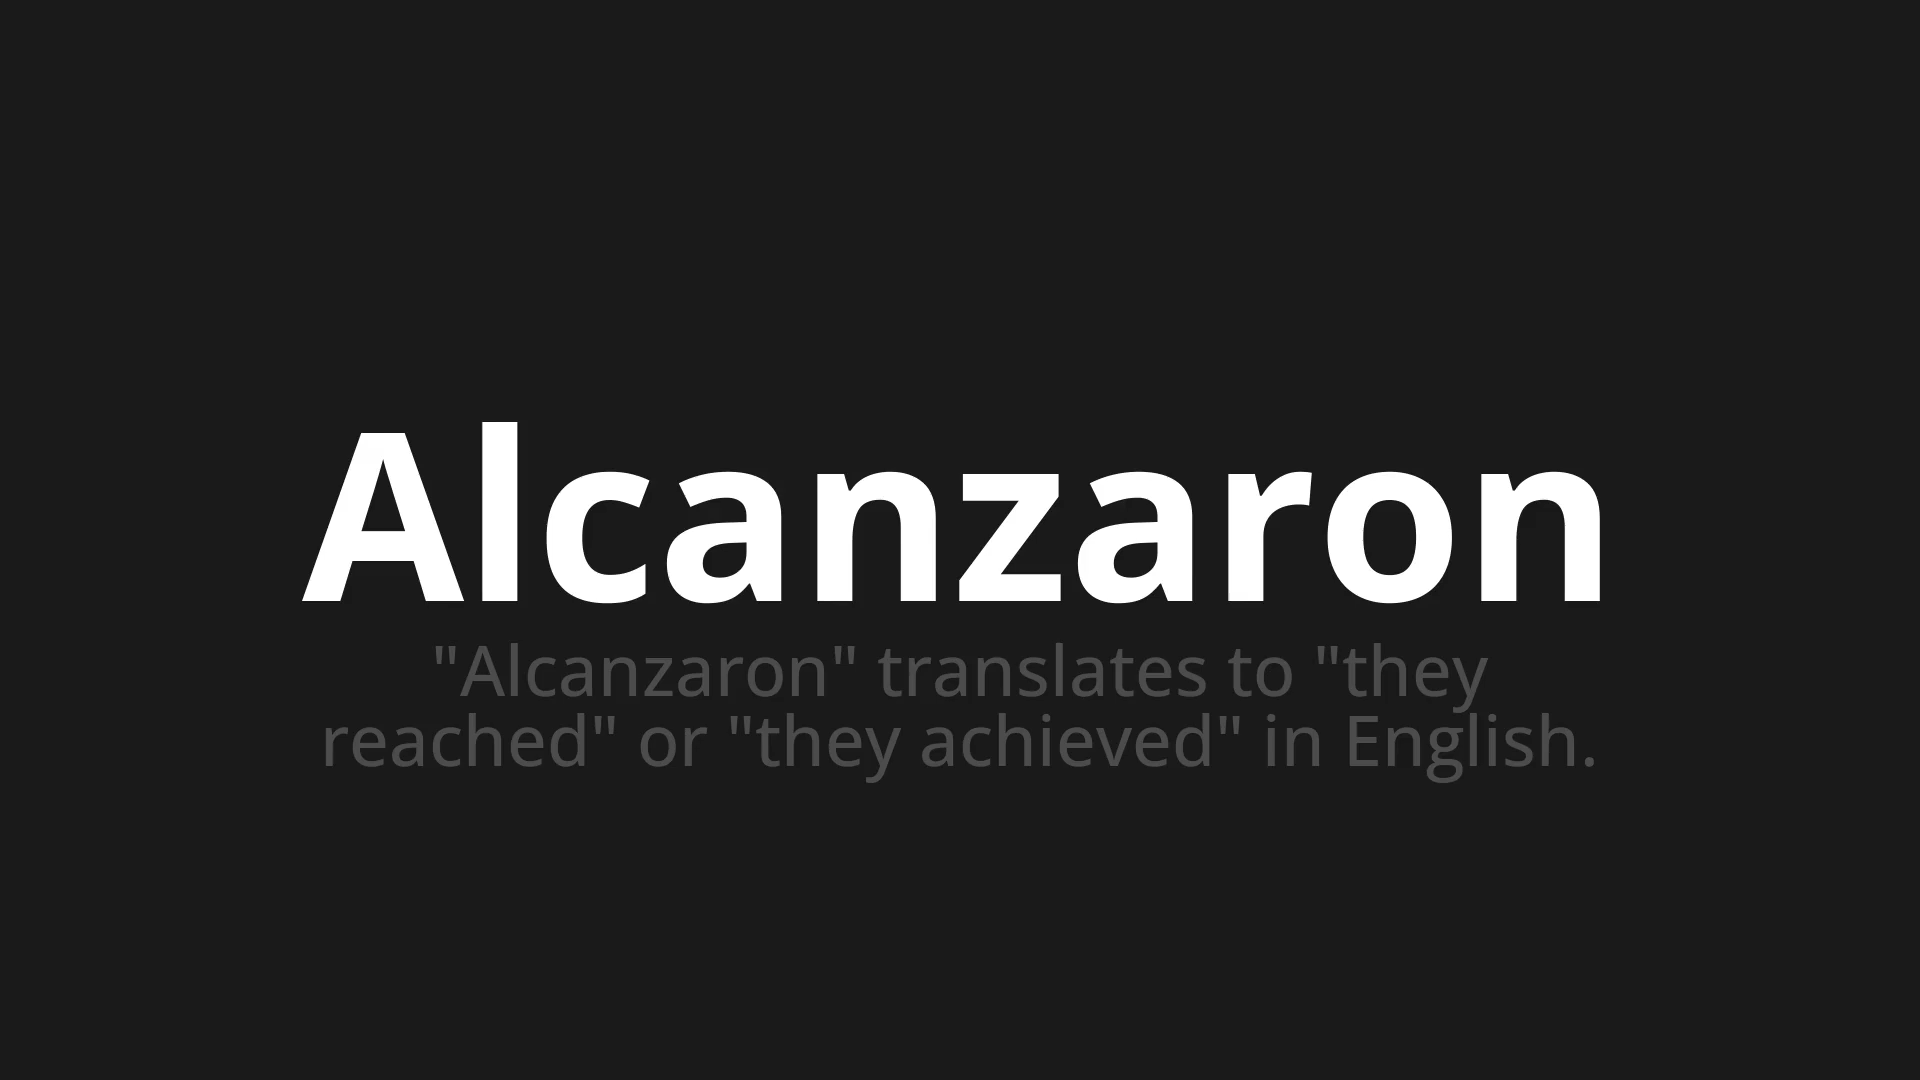 Alcanzaron
"Alcanzaron" translates to "they
reached" or "they achieved" in English.